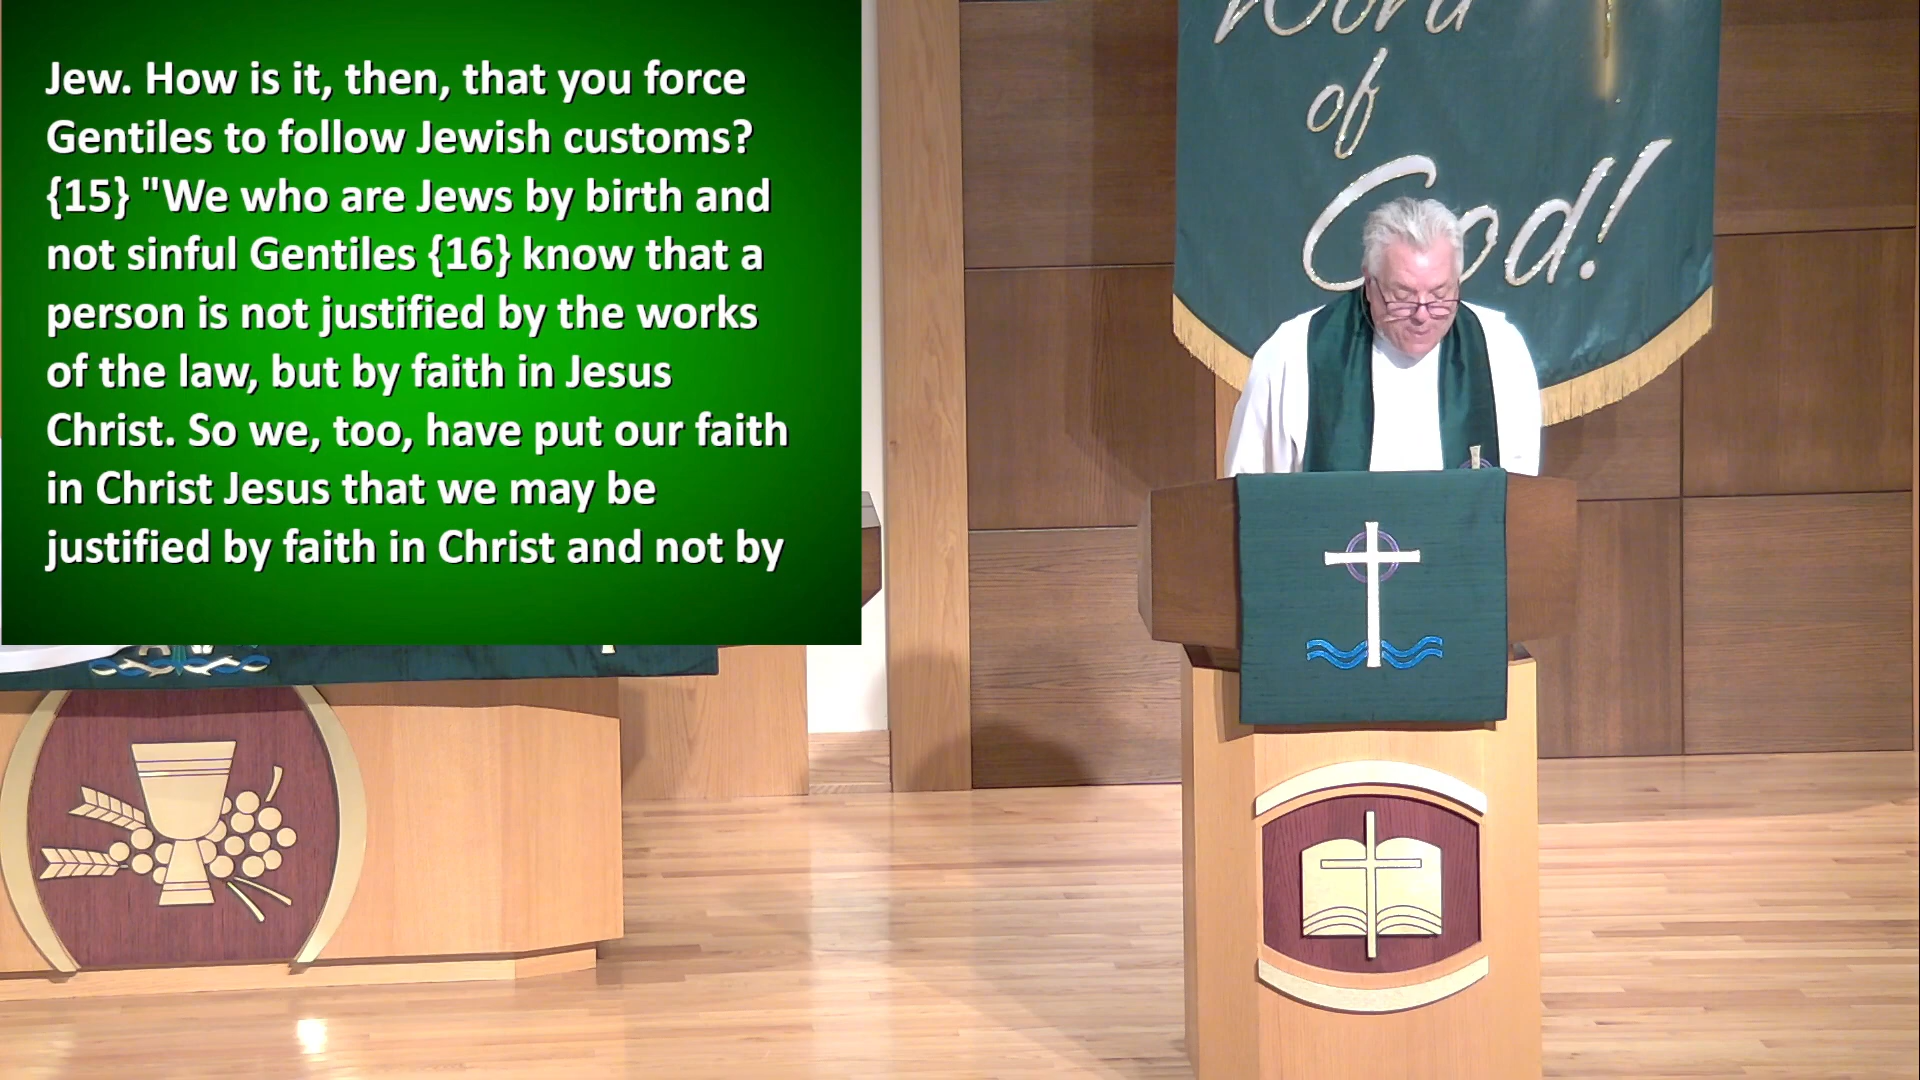 Jew. How is it, then, that you force
Gentiles to follow Jewish customs?
{15} "We who are Jews by birth and
not sinful Gentiles {16} know that a
person is not justified by the works
of the law, but by faith in Jesus
Christ. So we, too, have put our faith
in Christ Jesus that we may be
justified by faith in Christ and not by
Word
of
God!